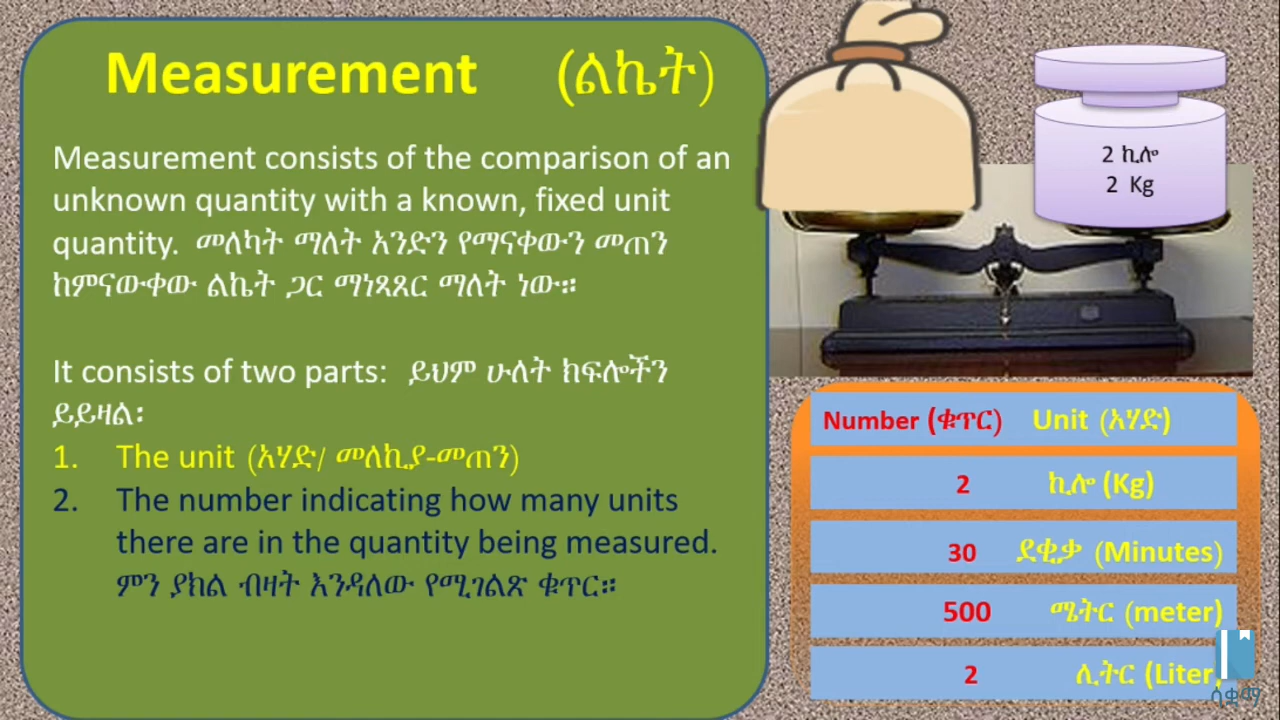 Measurement (ልኬት)
Measurement consists of the comparison of an
unknown quantity with a known, fixed unit
quantity. መለካት ማለት አንድን የማናቀውን መጠን
ከምናውቀው ልኬት ጋር ማነጻጸር ማለት ነው።
It consists of two parts: ይህም ሁለት ክፍሎችን
ይይዛል፡
1. The unit (አሃድ/ መለኪያ-መጠን)
2. The number indicating how many units
there are in the quantity being measured.
ምን ያክል ብዛት እንዳለው የሚገልጽ ቁጥር።
2 ኪሎ
2 Kg
Number (ቁጥር) Unit (አሃድ)
2 ኪሎ (Kg)
30 ደቂቃ (Minutes)
500 ሜትር (meter)
2 ሊትር (Liter)
ሰቁማ